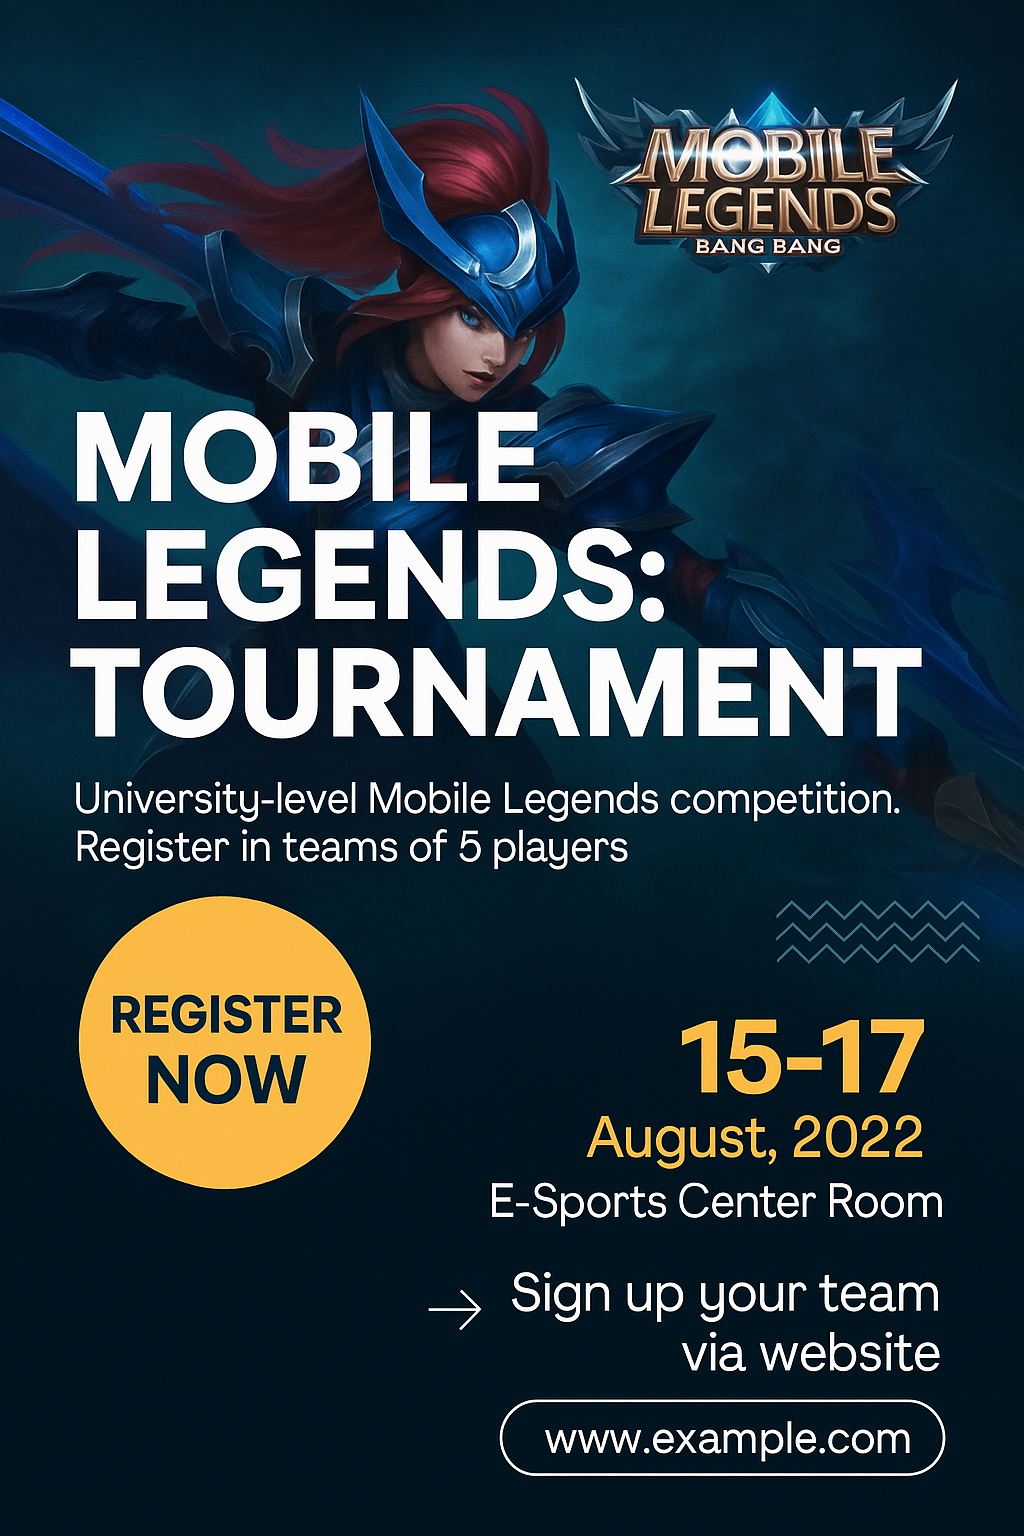 MOBILE
LEGENDS
BANG BANG
MOBILE
LEGENDS:
TOURNAMENT
University-level Mobile Legends competition.
Register in teams of 5 players
REGISTER
NOW
15-17
August, 2022
E-Sports Center Room
Sign up your team
via website
www.example.com